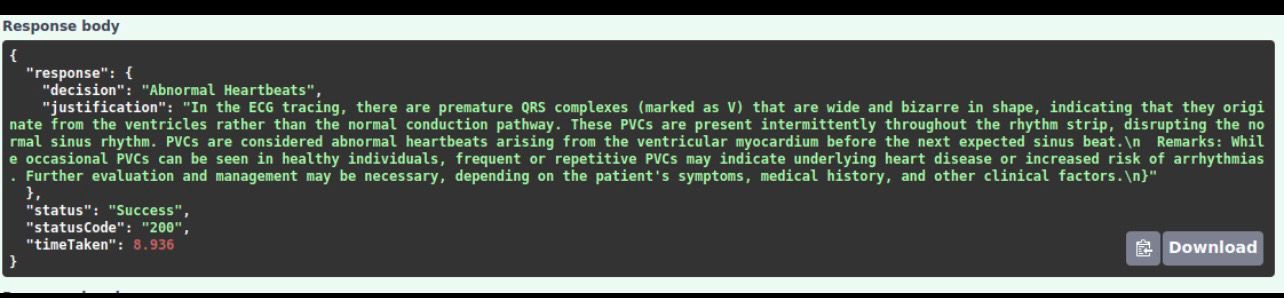 Response body
{
  "response": {
    "decision": "Abnormal Heartbeats",
    "justification": "In the ECG tracing, there are premature QRS complexes (marked as V) that are wide and bizarre in shape, indicating that they origi
nate from the ventricles rather than the normal conduction pathway. These PVCs are present intermittently throughout the rhythm strip, disrupting the no
rmal sinus rhythm. PVCs are considered abnormal heartbeats arising from the ventricular myocardium before the next expected sinus beat.\n  Remarks: Whil
e occasional PVCs can be seen in healthy individuals, frequent or repetitive PVCs may indicate underlying heart disease or increased risk of arrhythmias
. Further evaluation and management may be necessary, depending on the patient's symptoms, medical history, and other clinical factors.\n}"
  },
  "status": "Success",
  "statusCode": "200",
  "timeTaken": 8.936
}
Download